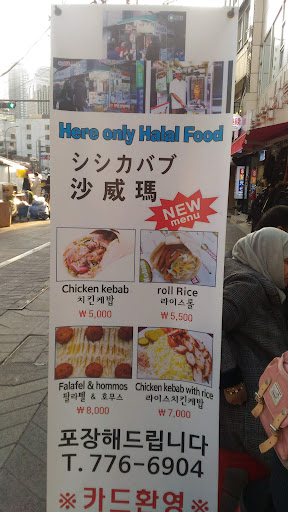 Here only Halal Food
シシカバブ
沙威瑪
NEW
menu
Chicken kebab
치킨케밥
₩ 5,000
roll Rice
라이스롤
₩ 5,500
Falafel & hommos
팔라펠 & 호무스
₩ 8,000
Chicken kebab with rice
라이스치킨케밥
₩ 7,000
포장해드립니다
T. 776-6904
※ 카드환영 ※